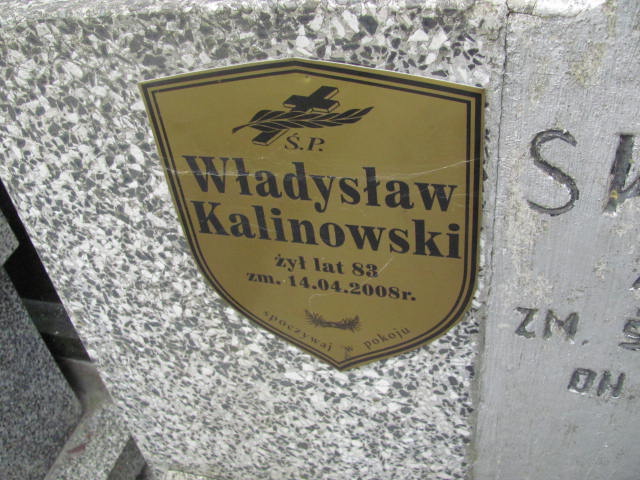 Ś.P.
Władysław
Kalinowski
żył lat 83
zm. 14.04.2008r.
spoczywaj w pokoju
ZM.